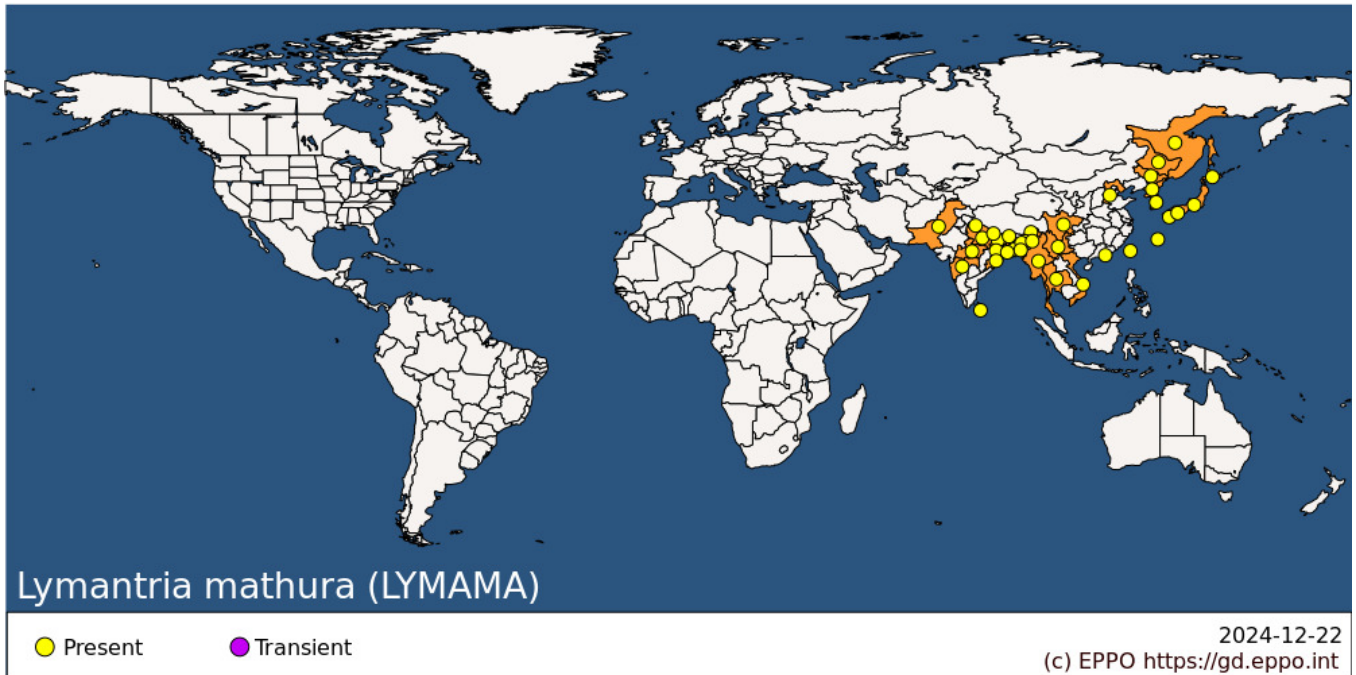 Lymantria mathura (LYMAMA)
Present
Transient
2024-12-22
(c) EPPO https://gd.eppo.int